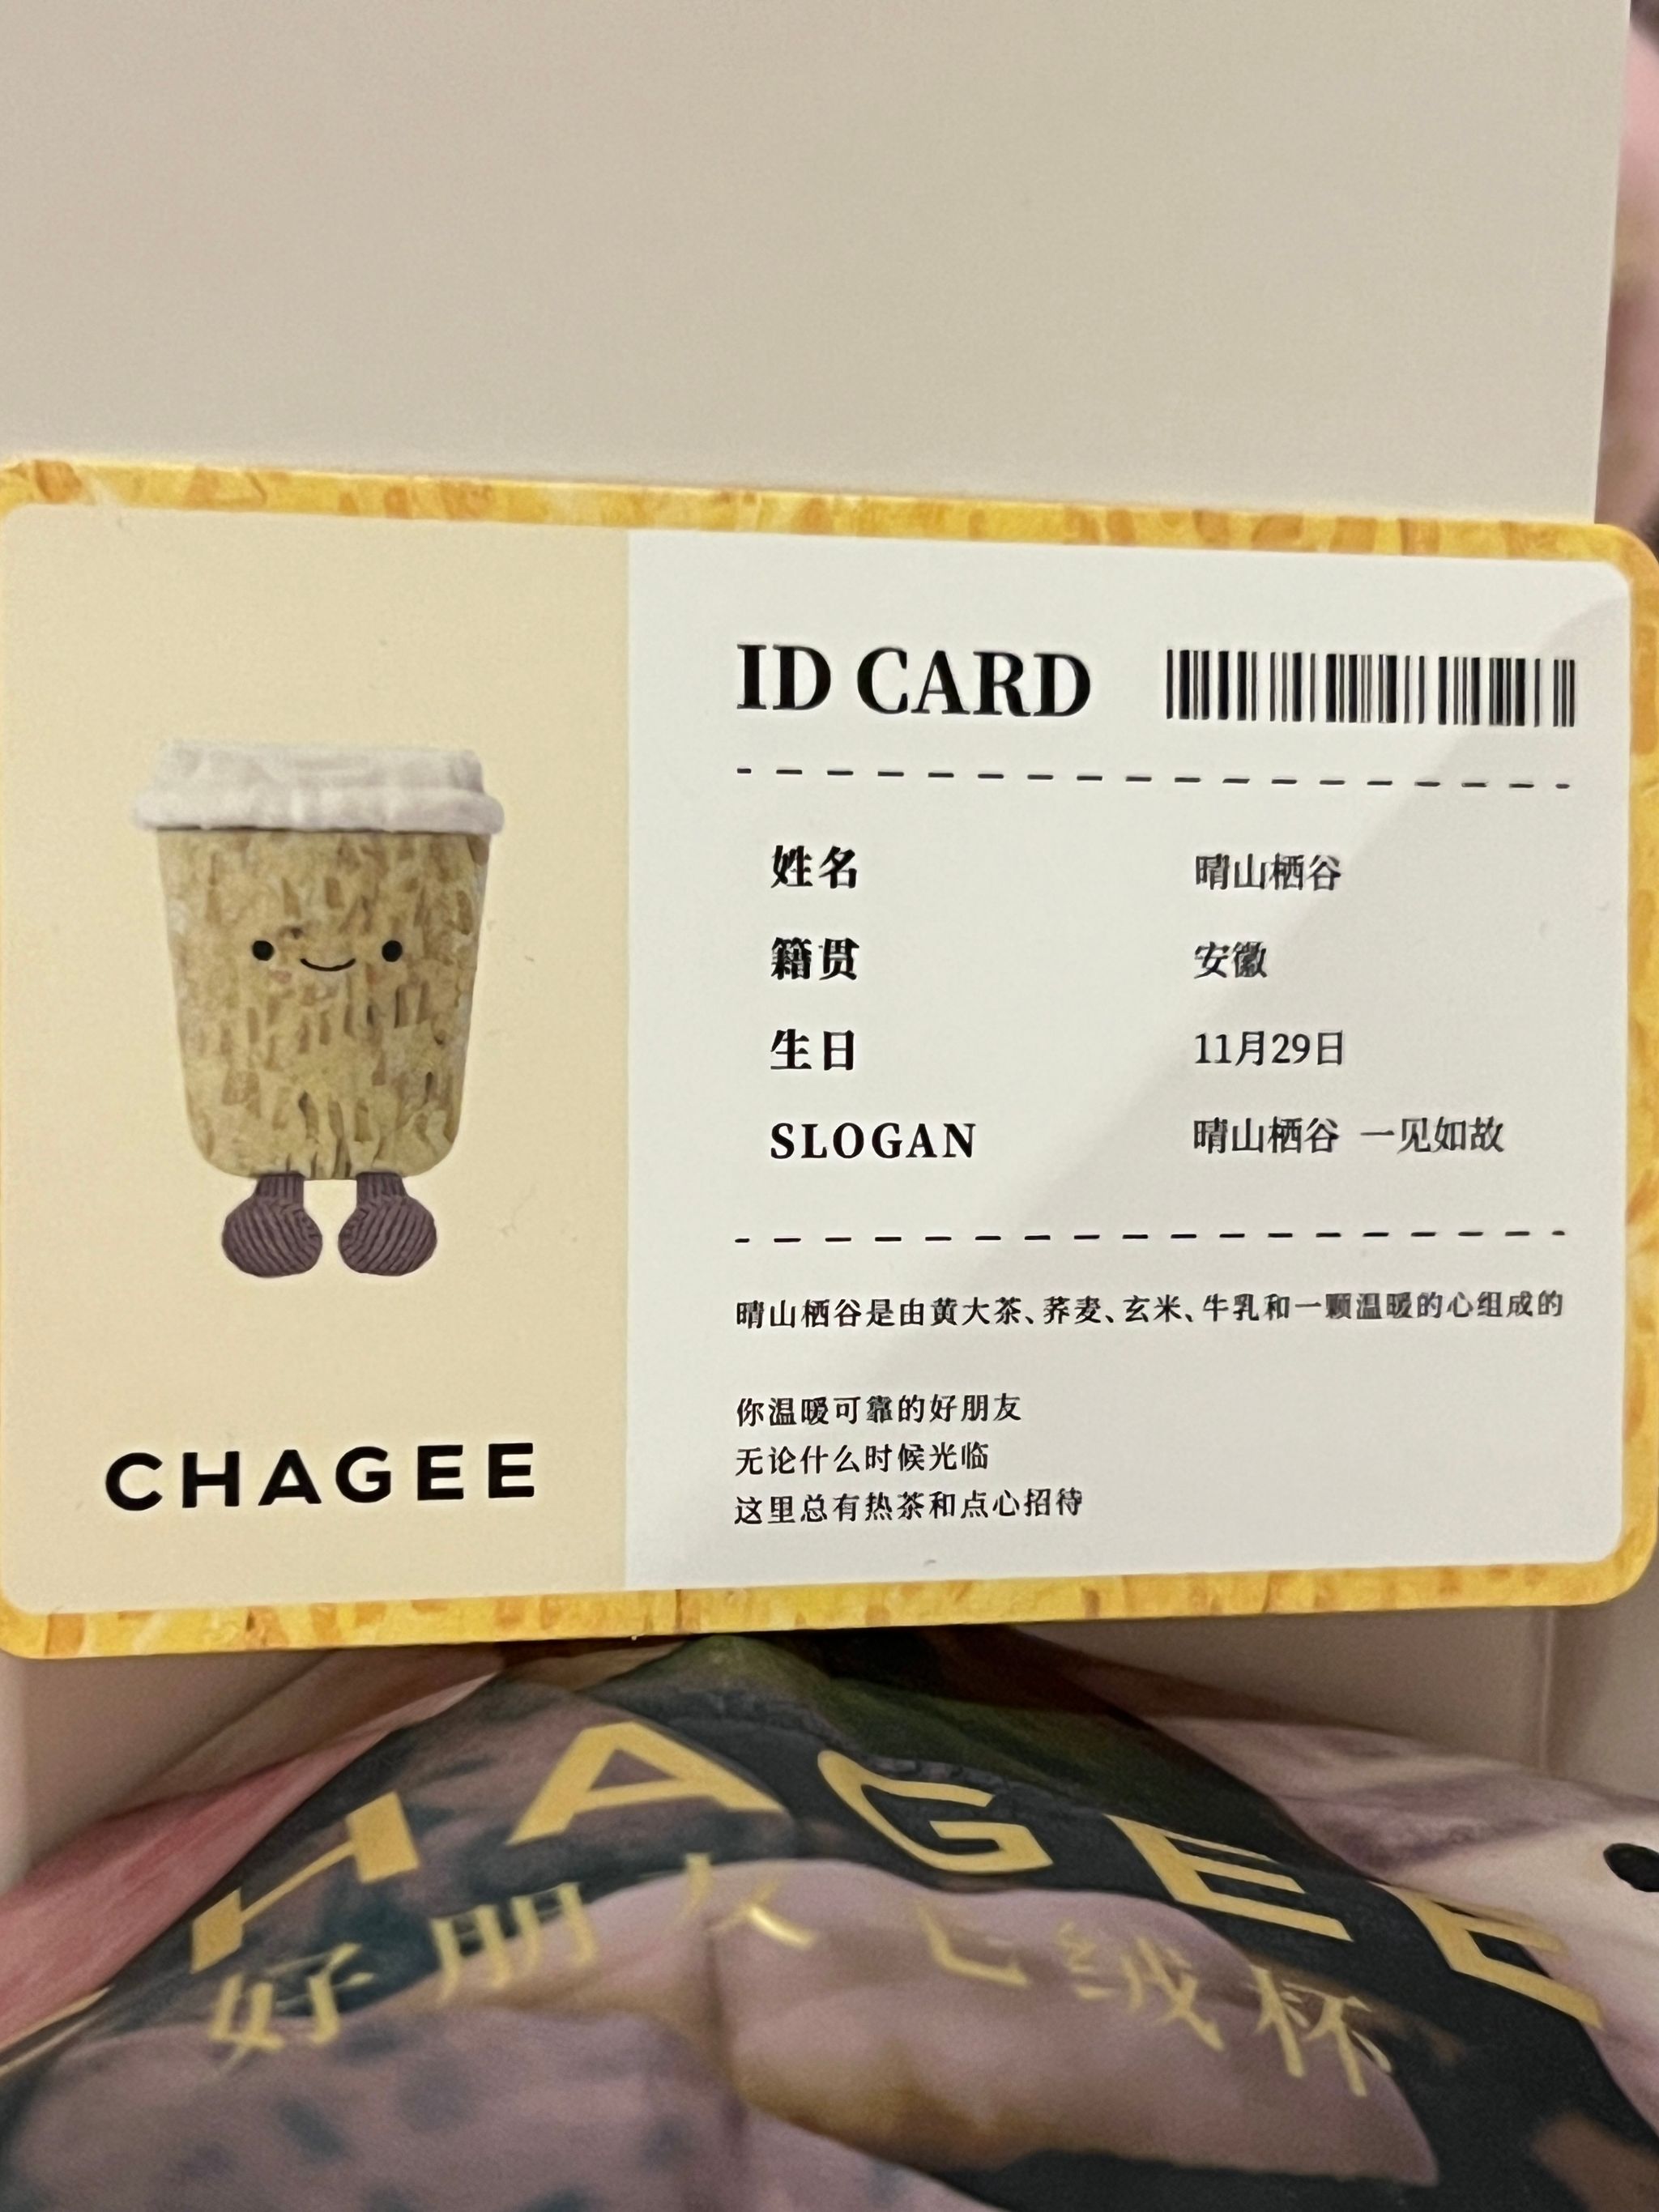 ID CARD
姓名 晴山栖谷
籍贯 安徽
生日 11月29日
SLOGAN 晴山栖谷 一见如故
晴山栖谷是由黄大茶、荞麦、玄米、牛乳和一颗温暖的心组成的
你温暖可靠的好朋友
无论什么时候光临
这里总有热茶和点心招待
CHAGEE
HAGEE
好朋友七绒杯